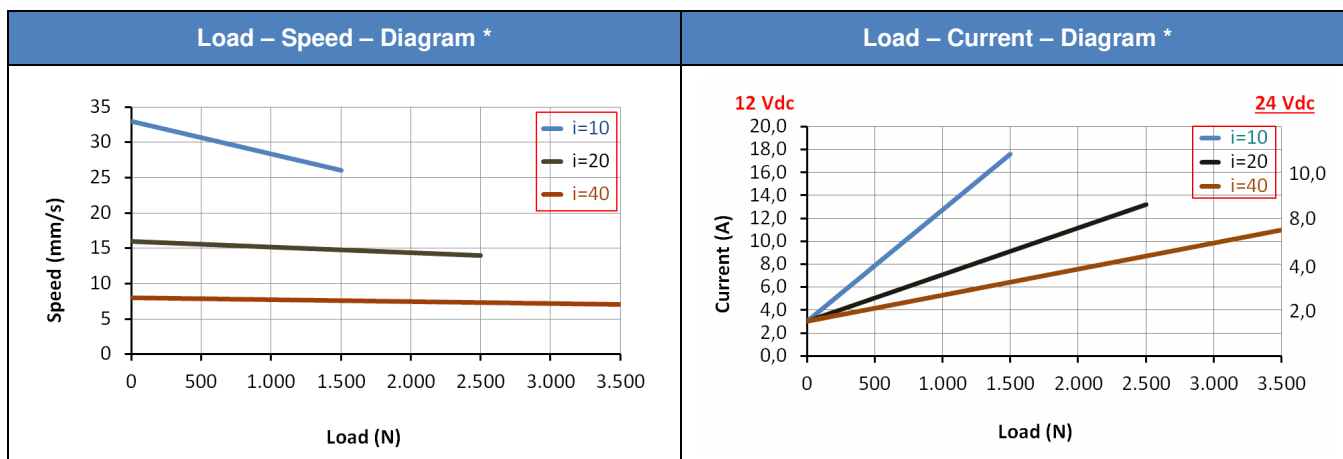 Load – Speed – Diagram *
Load – Current – Diagram *
35
30
25
20
15
10
5
0
Speed (mm/s)
0 500 1.000 1.500 2.000 2.500 3.000 3.500
Load (N)
i=10
i=20
i=40
12 Vdc
24 Vdc
20,0
18,0
16,0
14,0
12,0
10,0
8,0
6,0
4,0
2,0
0,0
Current (A)
0 500 1.000 1.500 2.000 2.500 3.000 3.500
Load (N)
i=10
i=20
i=40
10,0
8,0
4,0
2,0